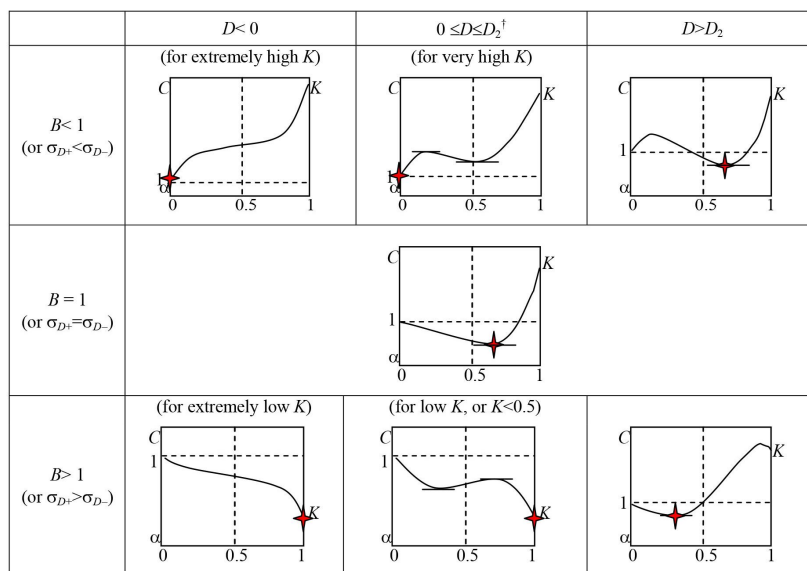 D< 0
0 ≤D≤D₂†
D>D₂
B< 1
(or σD+<σD−)
(for extremely high K)
C
K
1
α
0
0.5
1
(for very high K)
C
K
1
α
0
0.5
1
C
K
1
α
0
0.5
1
B = 1
(or σD+=σD−)
C
K
1
α
0
0.5
1
B> 1
(or σD+>σD−)
(for extremely low K)
C
1
K
α
0
0.5
1
(for low K, or K<0.5)
C
1
K
α
0
0.5
1
C
K
1
α
0
0.5
1